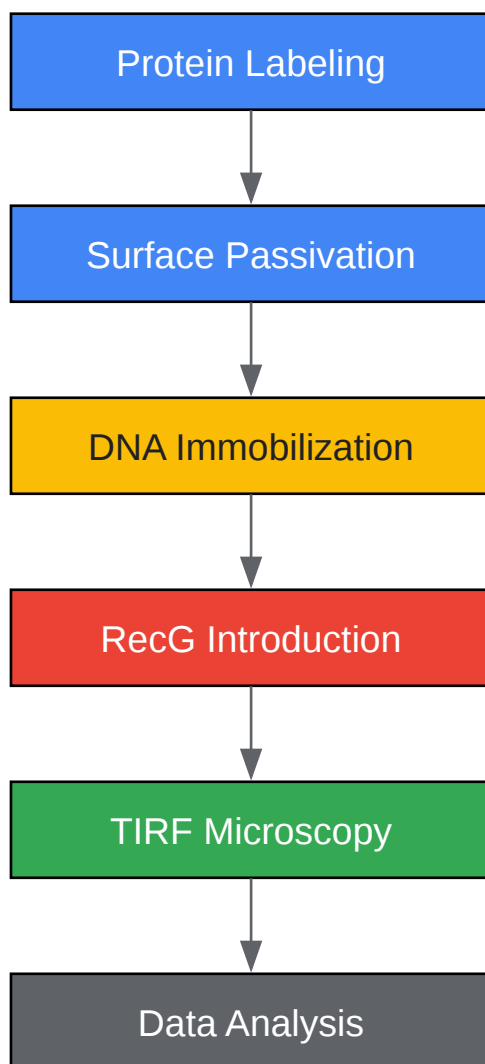 Protein Labeling
Surface Passivation
DNA Immobilization
RecG Introduction
TIRF Microscopy
Data Analysis